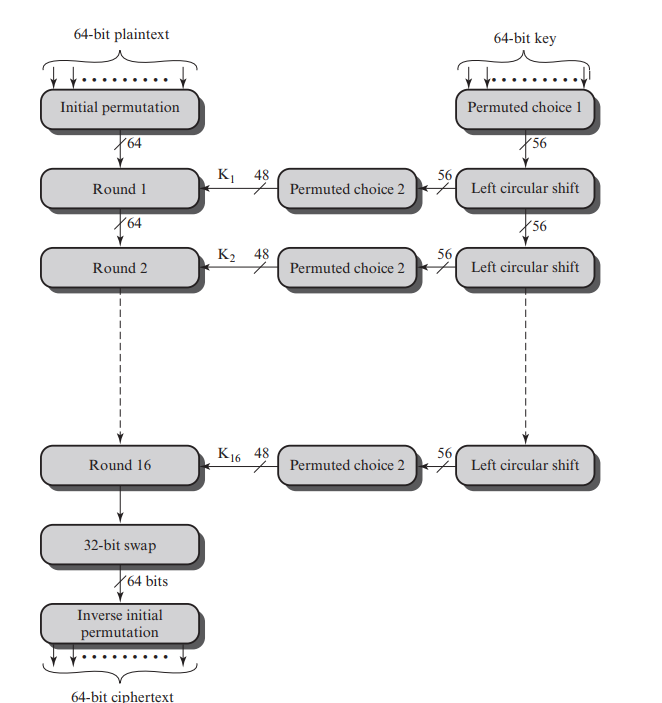 64-bit plaintext
64-bit key
Initial permutation
Permuted choice 1
64
56
Round 1
K1
48
Permuted choice 2
56
Left circular shift
64
56
Round 2
K2
48
Permuted choice 2
56
Left circular shift
Round 16
K16
48
Permuted choice 2
56
Left circular shift
32-bit swap
64 bits
Inverse initial
permutation
64-bit ciphertext